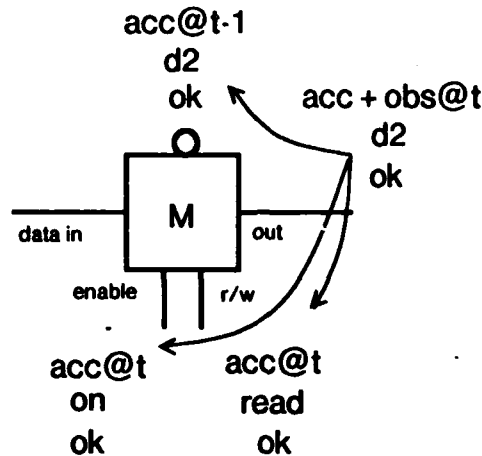 acc@t-1
d2
ok
acc + obs@t
d2
ok
M
data in
out
enable
r/w
acc@t
on
ok
acc@t
read
ok